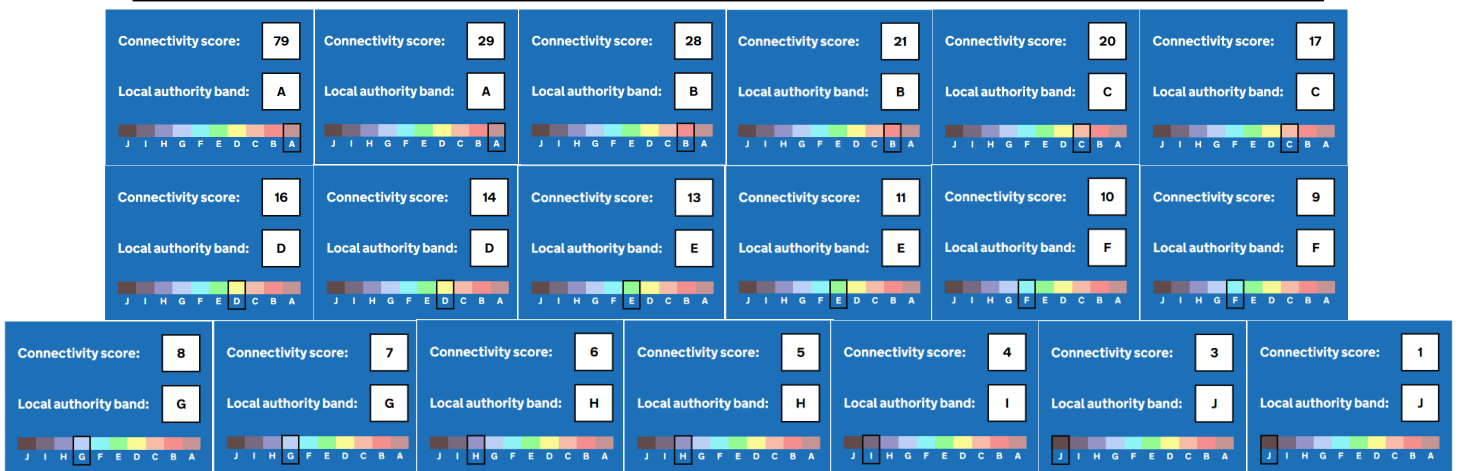 Connectivity score: 79 Connectivity score: 29 Connectivity score: 28 Connectivity score: 21 Connectivity score: 20 Connectivity score: 17
Local authority band: A Local authority band: A Local authority band: B Local authority band: B Local authority band: C Local authority band: C
J I H G F E D C B A J I H G F E D C B A J I H G F E D C B A J I H G F E D C B A J I H G F E D C B A J I H G F E D C B A
Connectivity score: 16 Connectivity score: 14 Connectivity score: 13 Connectivity score: 11 Connectivity score: 10 Connectivity score: 9
Local authority band: D Local authority band: D Local authority band: E Local authority band: E Local authority band: F Local authority band: F
J I H G F E D C B A J I H G F E D C B A J I H G F E D C B A J I H G F E D C B A J I H G F E D C B A J I H G F E D C B A
Connectivity score: 8 Connectivity score: 7 Connectivity score: 6 Connectivity score: 5 Connectivity score: 4 Connectivity score: 3 Connectivity score: 1
Local authority band: G Local authority band: G Local authority band: H Local authority band: H Local authority band: I Local authority band: J Local authority band: J
J I H G F E D C B A J I H G F E D C B A J I H G F E D C B A J I H G F E D C B A J I H G F E D C B A J I H G F E D C B A J I H G F E D C B A